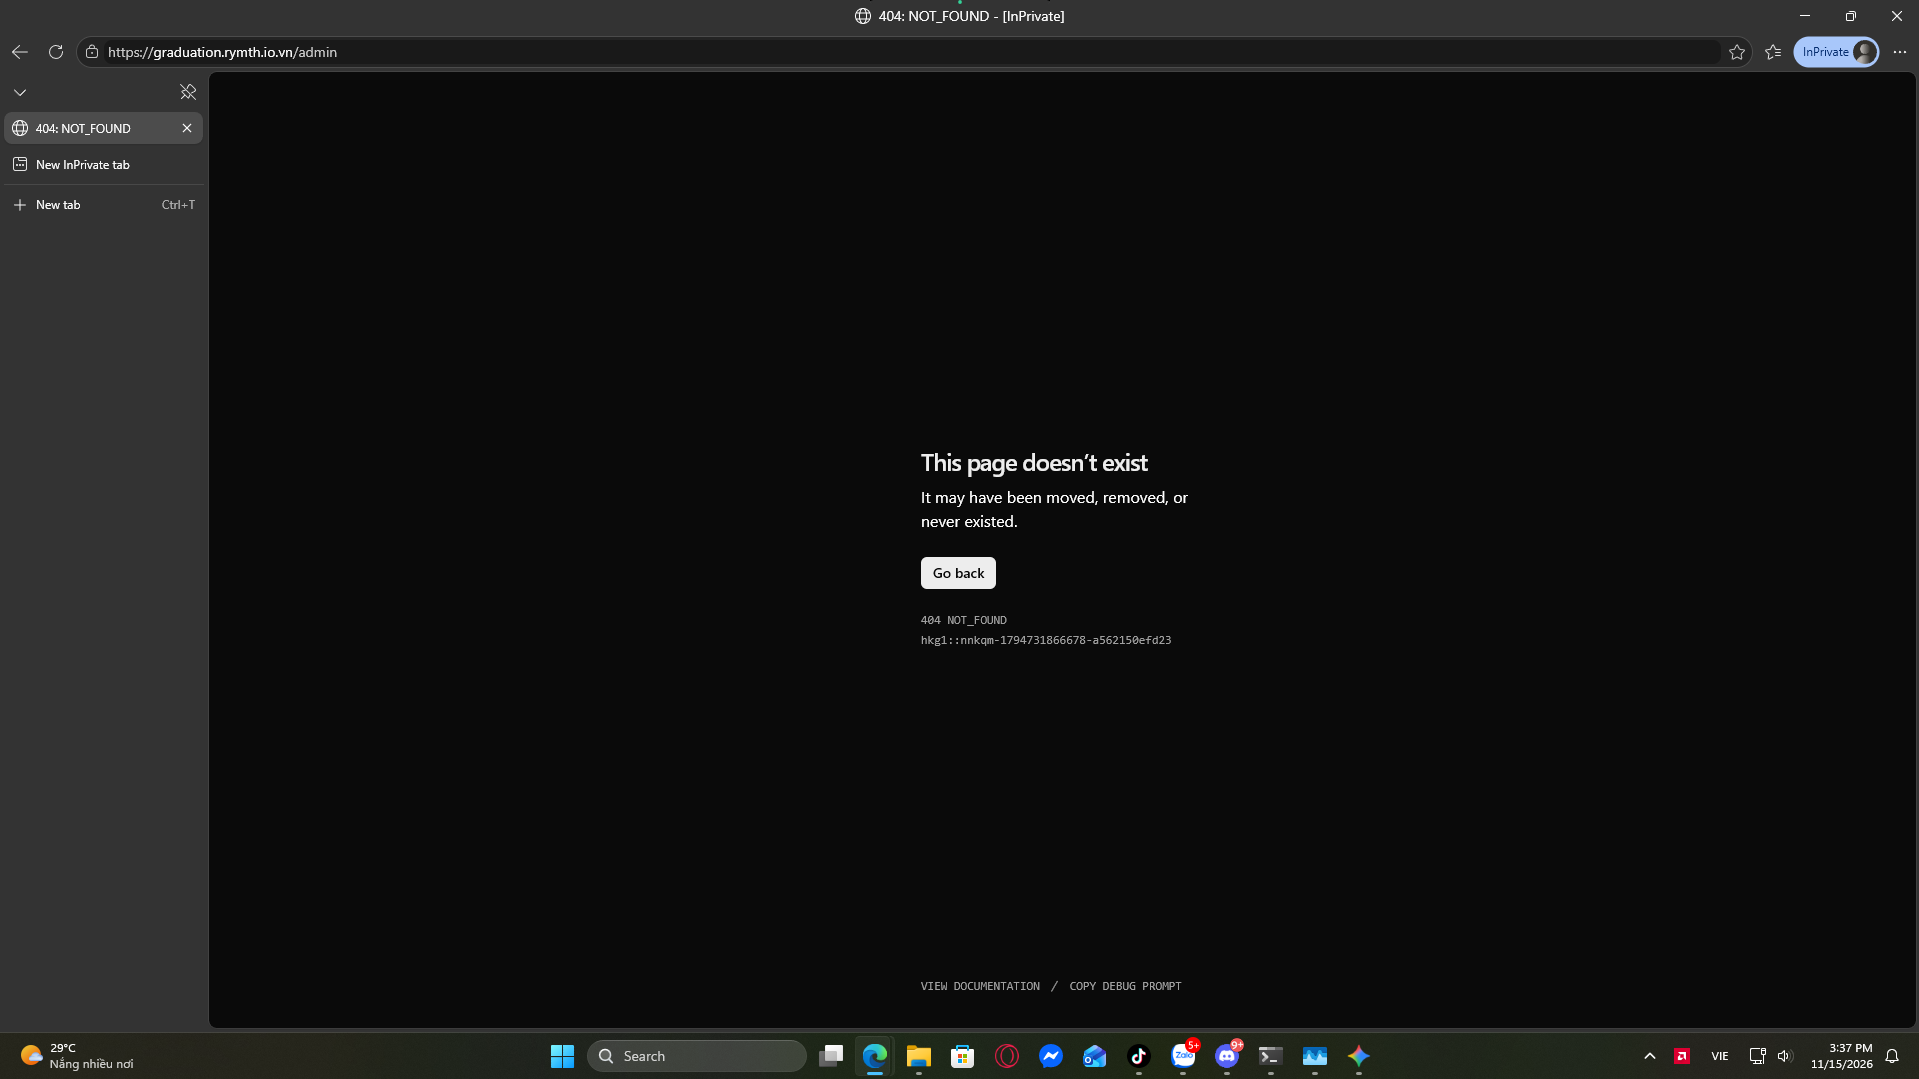 404: NOT_FOUND - [InPrivate]
https://graduation.rymth.io.vn/admin
InPrivate
404: NOT_FOUND
New InPrivate tab
New tab
Ctrl+T
This page doesn't exist
It may have been moved, removed, or
never existed.
Go back
404 NOT_FOUND
hkg1::nnkqm-1794731866678-a562150efd23
VIEW DOCUMENTATION / COPY DEBUG PROMPT
29°C
Nắng nhiều nơi
Search
Zalo
5+
9+
VIE
3:37 PM
11/15/2026